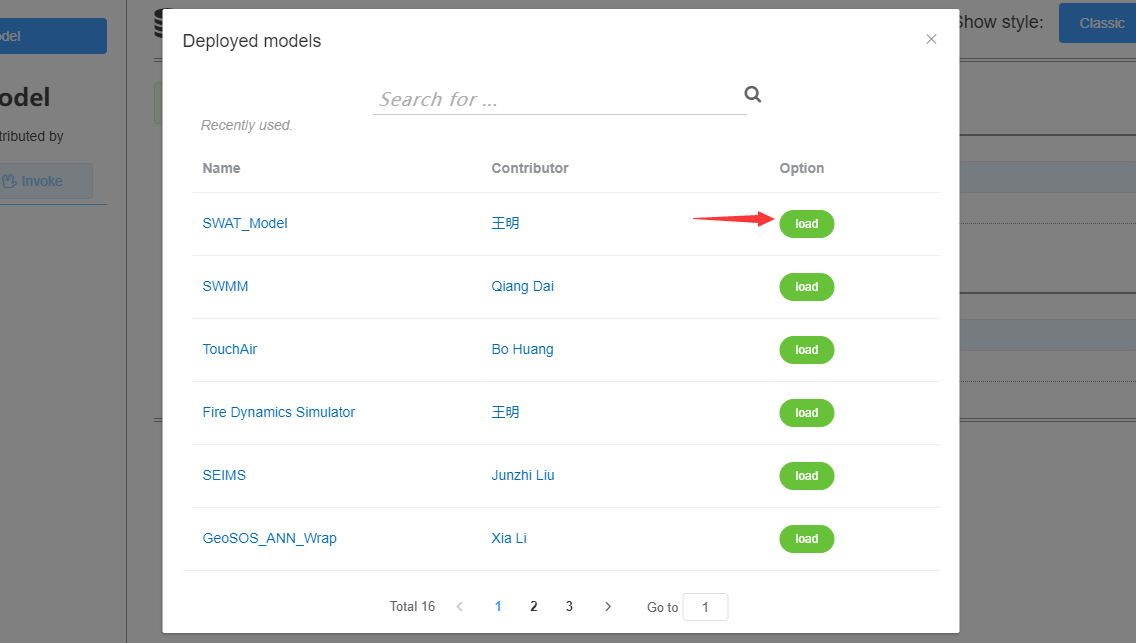 Deployed models
Show style:
Classic
odel
Search for ...
Recently used.
odel
tributed by
Invoke
Name Contributor Option
SWAT_Model 王明 load
SWMM Qiang Dai load
TouchAir Bo Huang load
Fire Dynamics Simulator 王明 load
SEIMS Junzhi Liu load
GeoSOS_ANN_Wrap Xia Li load
Total 16 1 2 3 Go to 1